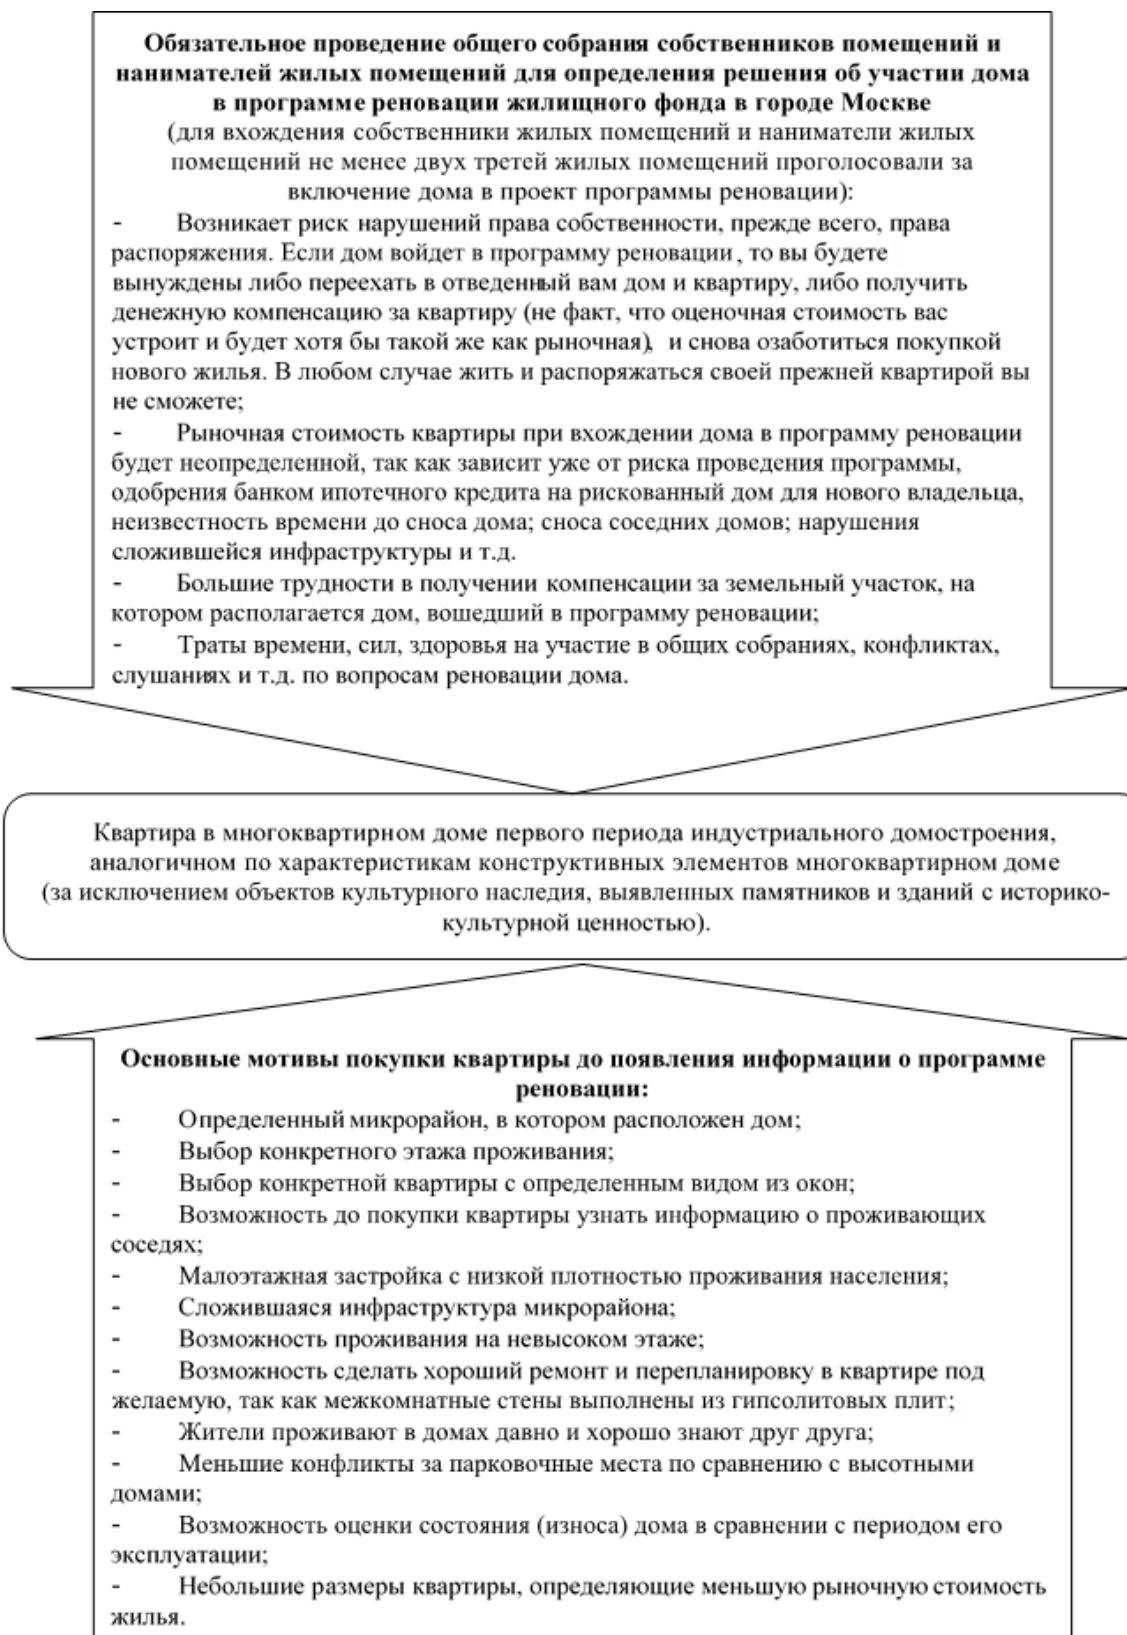 Обязательное проведение общего собрания собственников помещений и
нанимателей жилых помещений для определения решения об участии дома
в программе реновации жилищного фонда в городе Москве
(для вхождения собственники жилых помещений и наниматели жилых
помещений не менее двух третей жилых помещений проголосовали за
включение дома в проект программы реновации):
- Возникает риск нарушений права собственности, прежде всего, права
распоряжения. Если дом войдет в программу реновации, то вы будете
вынуждены либо переехать в отведенный вам дом и квартиру, либо получить
денежную компенсацию за квартиру (не факт, что оценочная стоимость вас
устроит и будет хотя бы такой же как рыночная), и снова озаботиться покупкой
нового жилья. В любом случае жить и распоряжаться своей прежней квартирой вы
не сможете;
- Рыночная стоимость квартиры при вхождении дома в программу реновации
будет неопределенной, так как зависит уже от риска проведения программы,
одобрения банком ипотечного кредита на рискованный дом для нового владельца,
неизвестность времени до сноса дома; сноса соседних домов; нарушения
сложившейся инфраструктуры и т.д.
- Большие трудности в получении компенсации за земельный участок, на
котором располагается дом, вошедший в программу реновации;
- Траты времени, сил, здоровья на участие в общих собраниях, конфликтах,
слушаниях и т.д. по вопросам реновации дома.
Квартира в многоквартирном доме первого периода индустриального домостроения,
аналогичном по характеристикам конструктивных элементов многоквартирном доме
(за исключением объектов культурного наследия, выявленных памятников и зданий с историко-
культурной ценностью).
Основные мотивы покупки квартиры до появления информации о программе
реновации:
- Определенный микрорайон, в котором расположен дом;
- Выбор конкретного этажа проживания;
- Выбор конкретной квартиры с определенным видом из окон;
- Возможность до покупки квартиры узнать информацию о проживающих
соседях;
- Малоэтажная застройка с низкой плотностью проживания населения;
- Сложившаяся инфраструктура микрорайона;
- Возможность проживания на невысоком этаже;
- Возможность сделать хороший ремонт и перепланировку в квартире под
желаемую, так как межкомнатные стены выполнены из гипсолитовых плит;
- Жители проживают в домах давно и хорошо знают друг друга;
- Меньшие конфликты за парковочные места по сравнению с высотными
домами;
- Возможность оценки состояния (износа) дома в сравнении с периодом его
эксплуатации;
- Небольшие размеры квартиры, определяющие меньшую рыночную стоимость
жилья.